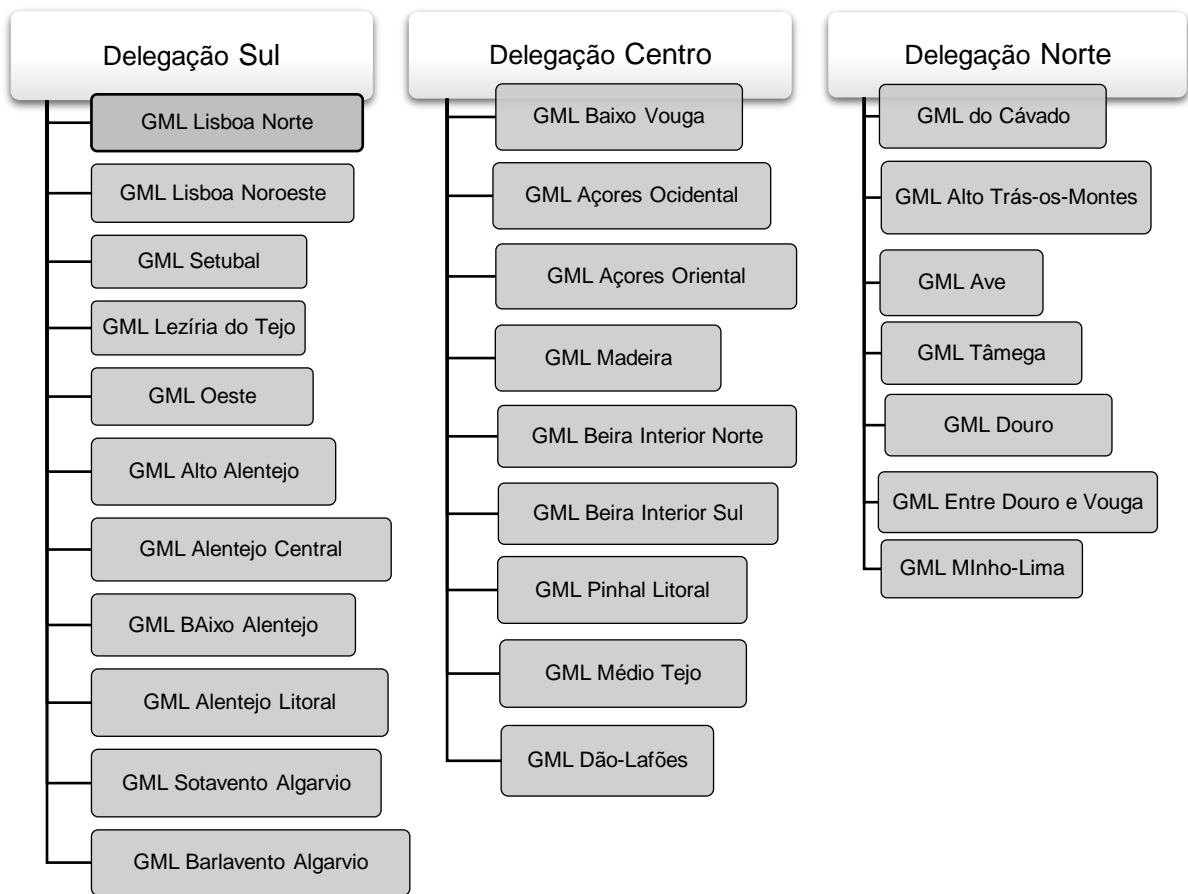 Delegação Sul
GML Lisboa Norte
GML Lisboa Noroeste
GML Setubal
GML Lezíria do Tejo
GML Oeste
GML Alto Alentejo
GML Alentejo Central
GML BAixo Alentejo
GML Alentejo Litoral
GML Sotavento Algarvio
GML Barlavento Algarvio
Delegação Centro
GML Baixo Vouga
GML Açores Ocidental
GML Açores Oriental
GML Madeira
GML Beira Interior Norte
GML Beira Interior Sul
GML Pinhal Litoral
GML Médio Tejo
GML Dão-Lafões
Delegação Norte
GML do Cávado
GML Alto Trás-os-Montes
GML Ave
GML Tâmega
GML Douro
GML Entre Douro e Vouga
GML MInho-Lima